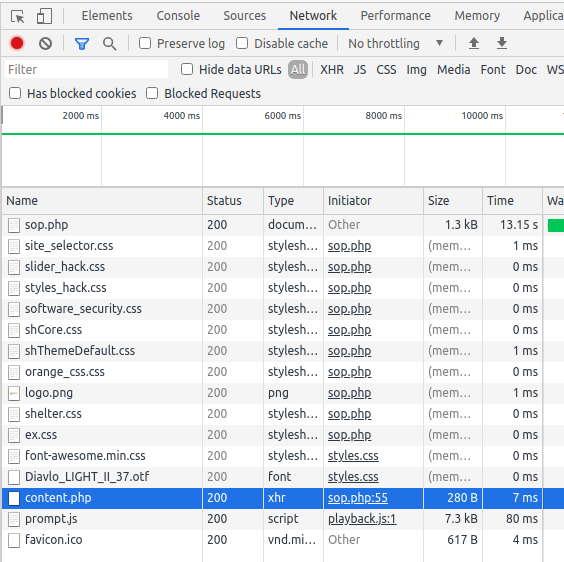 Elements Console Sources Network Performance Memory Applica
Preserve log Disable cache No throttling
Filter Hide data URLs All XHR JS CSS Img Media Font Doc WS
Has blocked cookies Blocked Requests
2000 ms 4000 ms 6000 ms 8000 ms 10000 ms
Name Status Type Initiator Size Time Wa
sop.php 200 docum... Other 1.3 kB 13.15 s
site_selector.css 200 stylesh... sop.php (mem... 1 ms
slider_hack.css 200 stylesh... sop.php (mem... 0 ms
styles_hack.css 200 stylesh... sop.php (mem... 0 ms
software_security.css 200 stylesh... sop.php (mem... 0 ms
shCore.css 200 stylesh... sop.php (mem... 0 ms
shThemeDefault.css 200 stylesh... sop.php (mem... 1 ms
orange_css.css 200 stylesh... sop.php (mem... 0 ms
logo.png 200 png sop.php (mem... 1 ms
shelter.css 200 stylesh... sop.php (mem... 0 ms
ex.css 200 stylesh... sop.php (mem... 0 ms
font-awesome.min.css 200 stylesh... styles.css (mem... 0 ms
Diavlo_LIGHT_II_37.otf 200 font styles.css (mem... 0 ms
content.php 200 xhr sop.php:55 280 B 7 ms
prompt.js 200 script playback.js:1 7.3 kB 80 ms
favicon.ico 200 vnd.mi... Other 617 B 4 ms